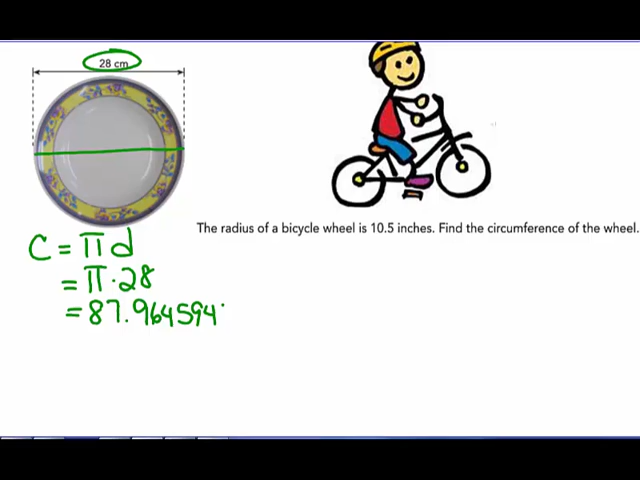 28 cm
The radius of a bicycle wheel is 10.5 inches. Find the circumference of the wheel.
C = π d
= π · 28
= 87.964594